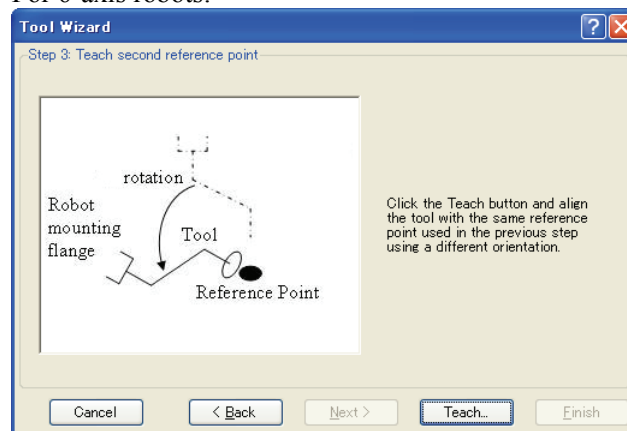 For 6-axis robots:
Tool Wizard
Step 3: Teach second reference point
rotation
Robot
mounting
flange
Tool
Reference Point
Click the Teach button and align
the tool with the same reference
point used in the previous step
using a different orientation.
Cancel
< Back
Next >
Teach...
Finish